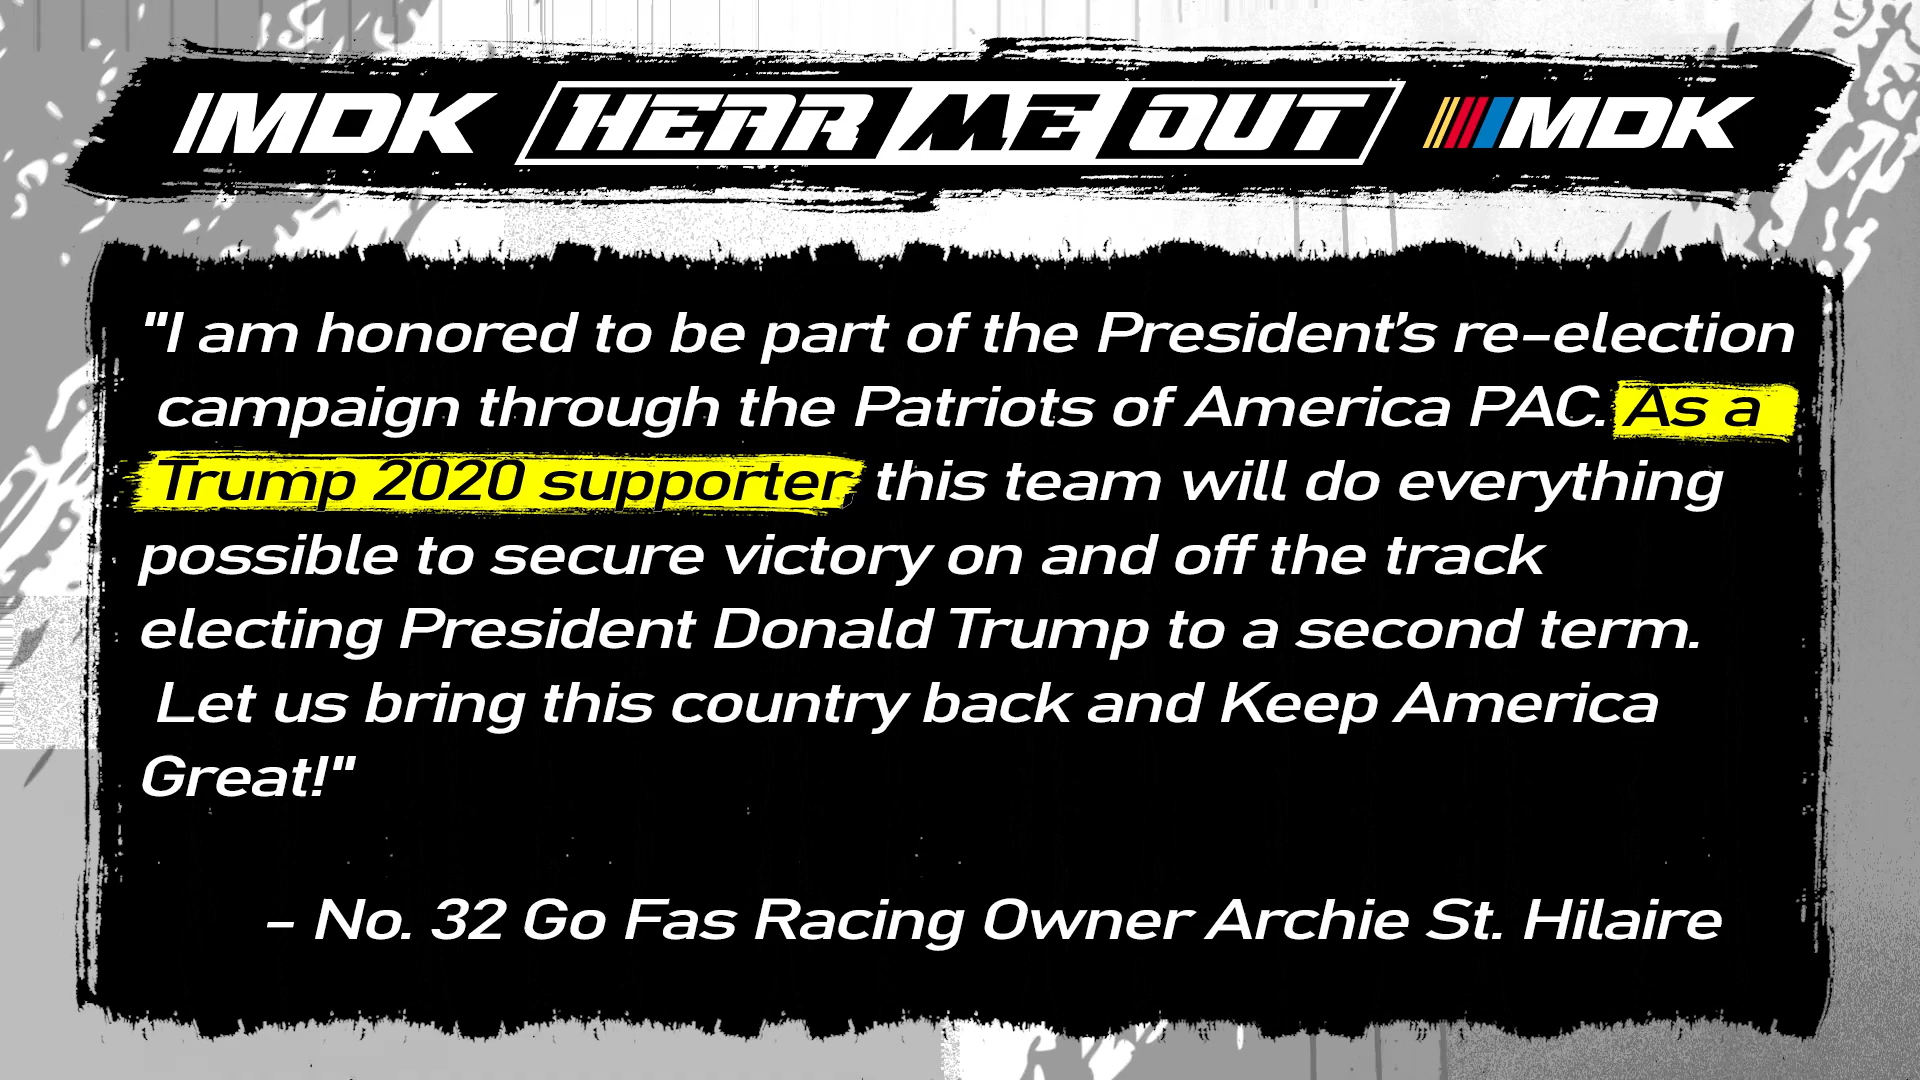 IMDK HEAR ME OUT MDK
"I am honored to be part of the President's re-election
campaign through the Patriots of America PAC. As a
Trump 2020 supporter this team will do everything
possible to secure victory on and off the track
electing President Donald Trump to a second term.
Let us bring this country back and Keep America
Great!"
- No. 32 Go Fas Racing Owner Archie St. Hilaire